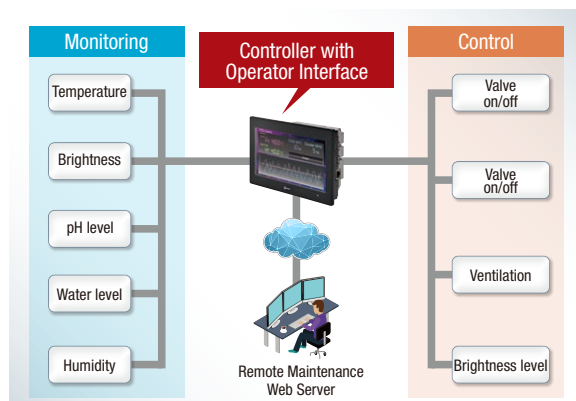 Monitoring
Controller with
Operator Interface
Control
Temperature
Brightness
pH level
Water level
Humidity
Valve
on/off
Valve
on/off
Ventilation
Brightness level
Remote Maintenance
Web Server